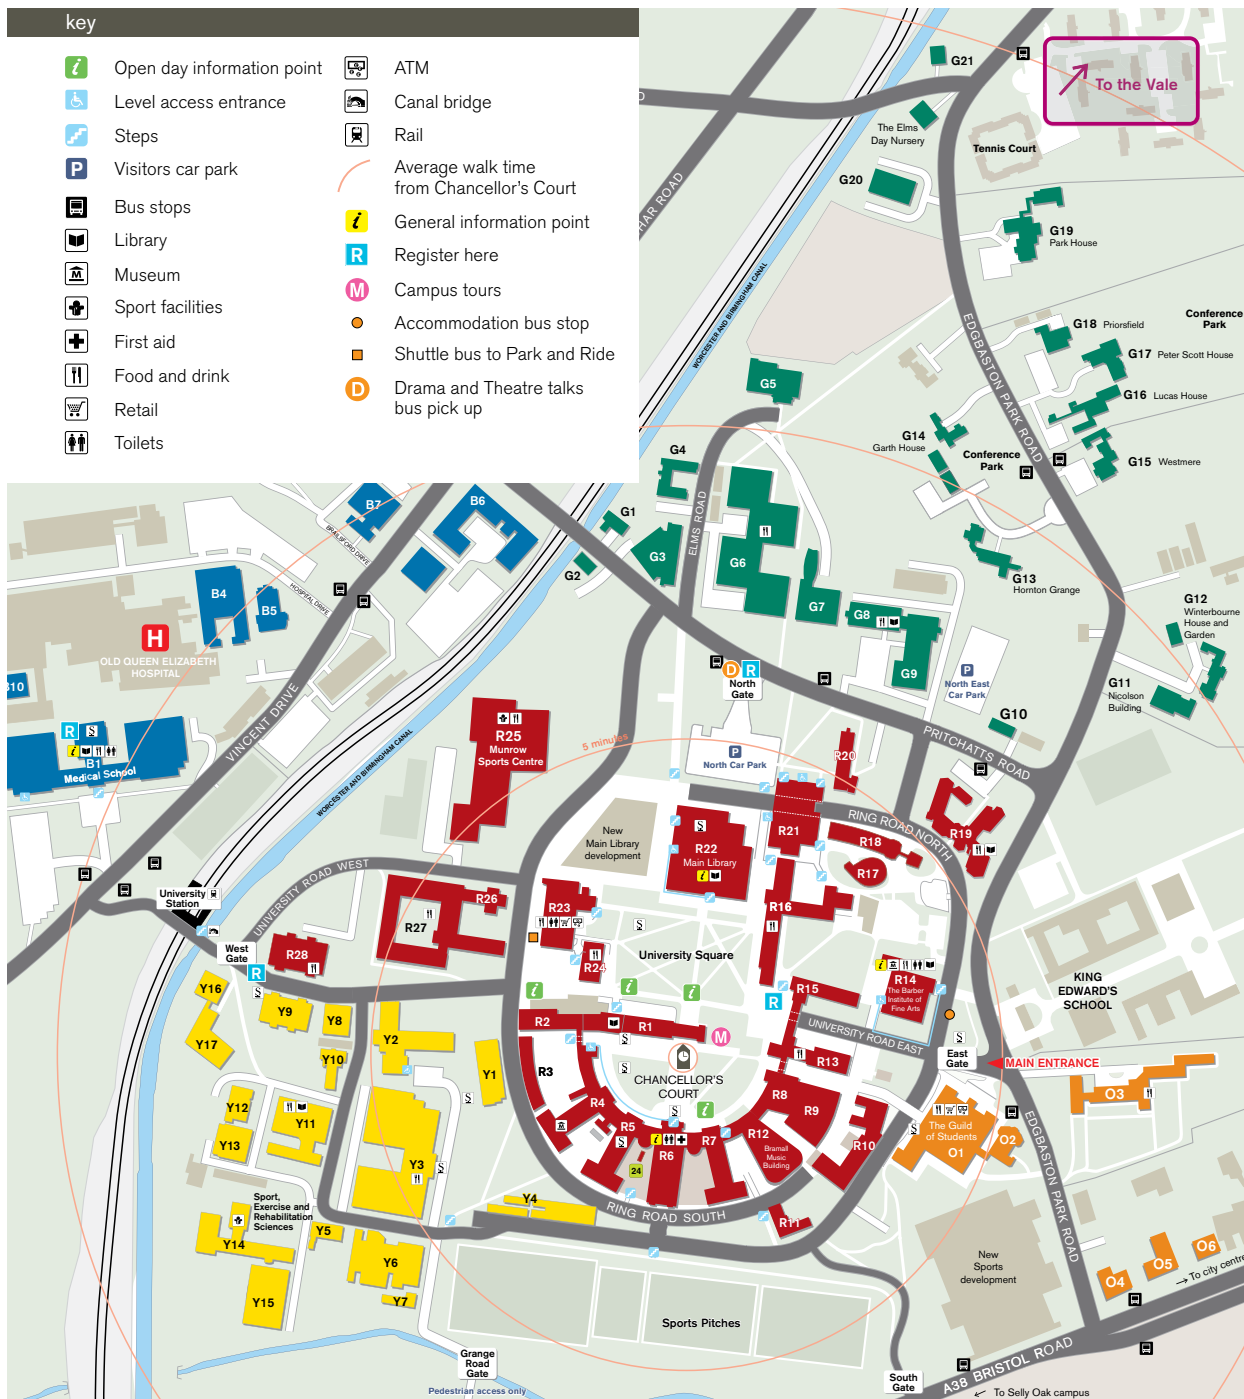 key
Open day information point
Level access entrance
Steps
Visitors car park
Bus stops
Library
Museum
Sport facilities
First aid
Food and drink
Retail
Toilets
ATM
Canal bridge
Rail
Average walk time
from Chancellor's Court
General information point
Register here
Campus tours
Accommodation bus stop
Shuttle bus to Park and Ride
Drama and Theatre talks
bus pick up
To the Vale
G21
The Elms
Day Nursery
Tennis Court
G20
G19
Park House
HAR ROAD
WORCESTER AND BIRMINGHAM CANAL
EDGBASTON PARK ROAD
Conference
Park
G18 Priorsfield
G17 Peter Scott House
G16 Lucas House
G15 Westmere
G14
Garth House
Conference
Park
G5
G4
G1
G2
G3
ELMS ROAD
G6
G7
G8
G9
G13
Hornton Grange
G12
Winterbourne
House and
Garden
G11
Nicolson
Building
G10
P
North East
Car Park
PRITCHATTS ROAD
B7
B6
BRAILSFORD DRIVE
HOSPITAL DRIVE
B4
B5
H
OLD QUEEN ELIZABETH
HOSPITAL
B10
R
B1
Medical School
VINCENT DRIVE
WORCESTER AND BIRMINGHAM CANAL
D R
North
Gate
P
North Car Park
5 minutes
R25
Munrow
Sports Centre
R20
RING ROAD NORTH
R19
R21
R18
R17
New
Main Library
development
R22
Main Library
R16
UNIVERSITY ROAD WEST
University
Station
West
Gate
R
R28
R27
R26
R23
R24
University Square
R14
The Barber
Institute of
Fine Arts
R15
R
R13
UNIVERSITY ROAD EAST
KING
EDWARD'S
SCHOOL
East
Gate
MAIN ENTRANCE
R2
R1
M
CHANCELLOR'S
COURT
R3
R4
R5
R6
R7
R8
R9
R10
R12
Bramall
Music
Building
R11
24
RING ROAD SOUTH
The Guild
of Students
O1
O2
O3
EDGBASTON PARK ROAD
O4
O5
O6
To city centre
New
Sports
development
Y16
Y17
Y9
Y8
Y10
Y2
Y1
Y12
Y13
Y11
Y3
Y4
Sport,
Exercise and
Rehabilitation
Sciences
Y14
Y5
Y6
Y7
Y15
Sports Pitches
Grange
Road
Gate
Pedestrian access only
South
Gate
A38 BRISTOL ROAD
To Selly Oak campus